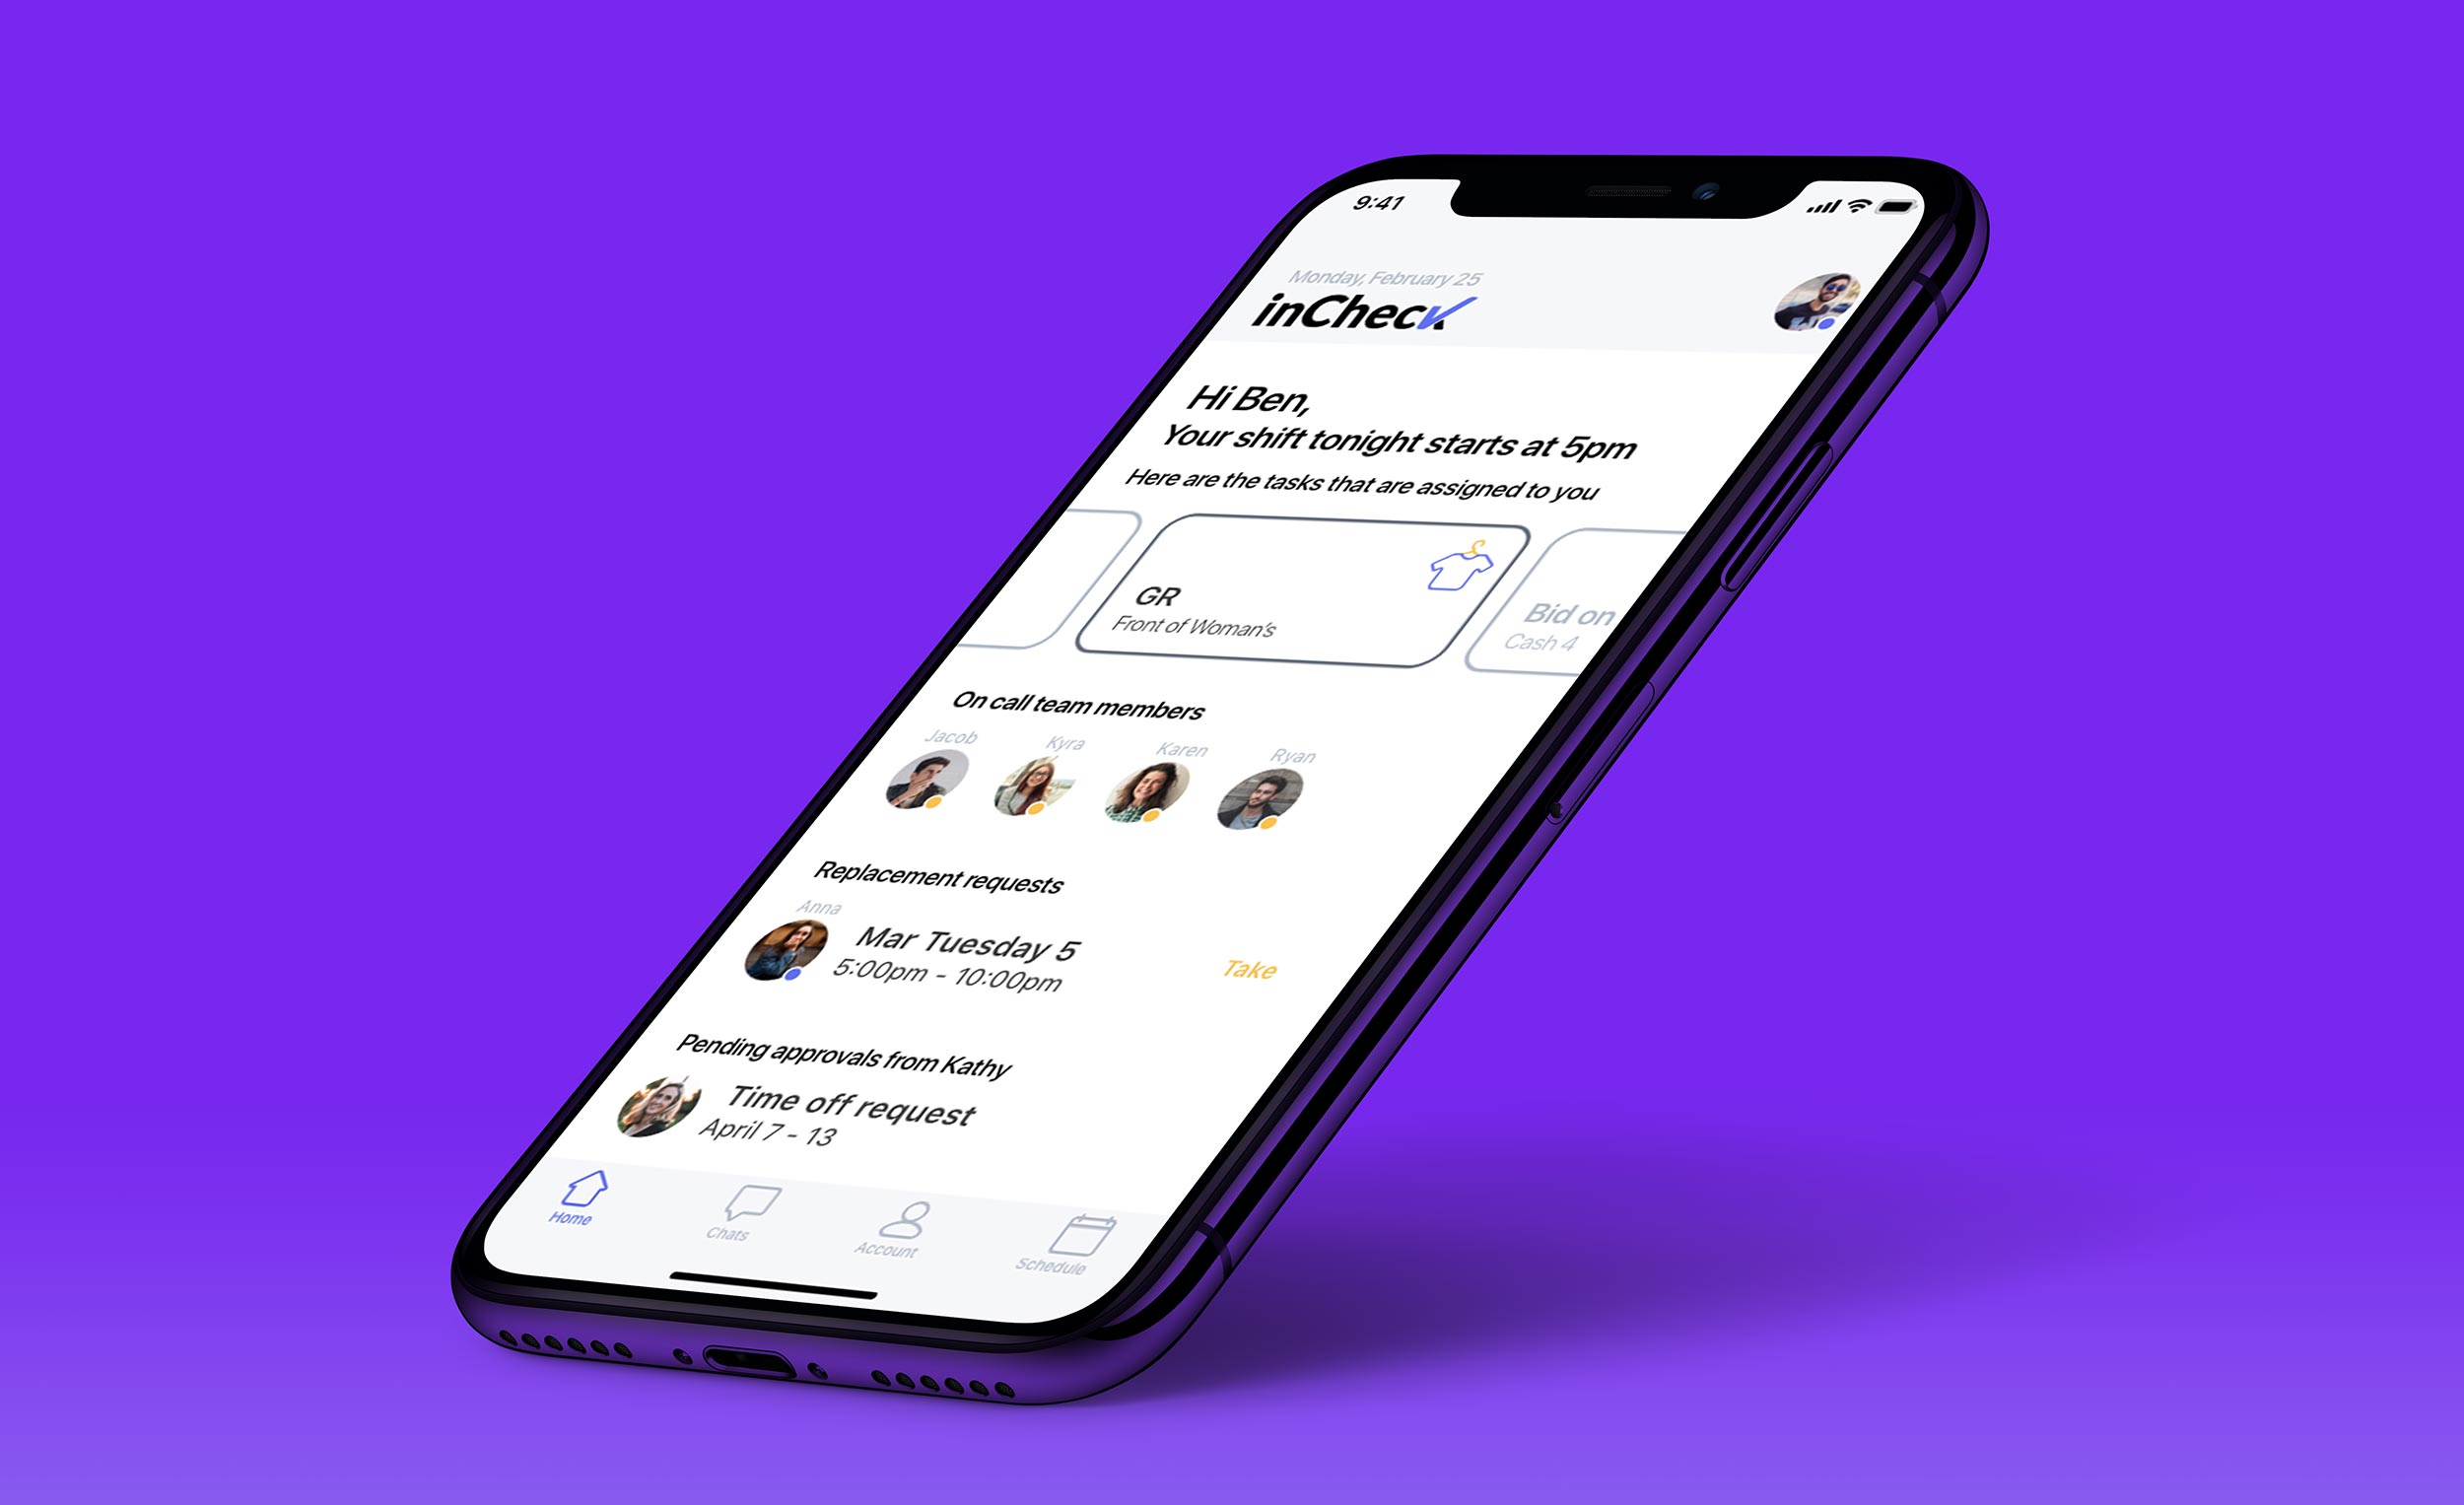 9:41
Monday, February 25
inCheck
Hi Ben,
Your shift tonight starts at 5pm
Here are the tasks that are assigned to you
GR
Front of Woman's
Bid on
Cash 4
On call team members
Jacob
Kyra
Karen
Ryan
Replacement requests
Anna
Mar Tuesday 5
5:00pm - 10:00pm
Take
Pending approvals from Kathy
Time off request
April 7 - 13
Home
Chats
Account
Schedule